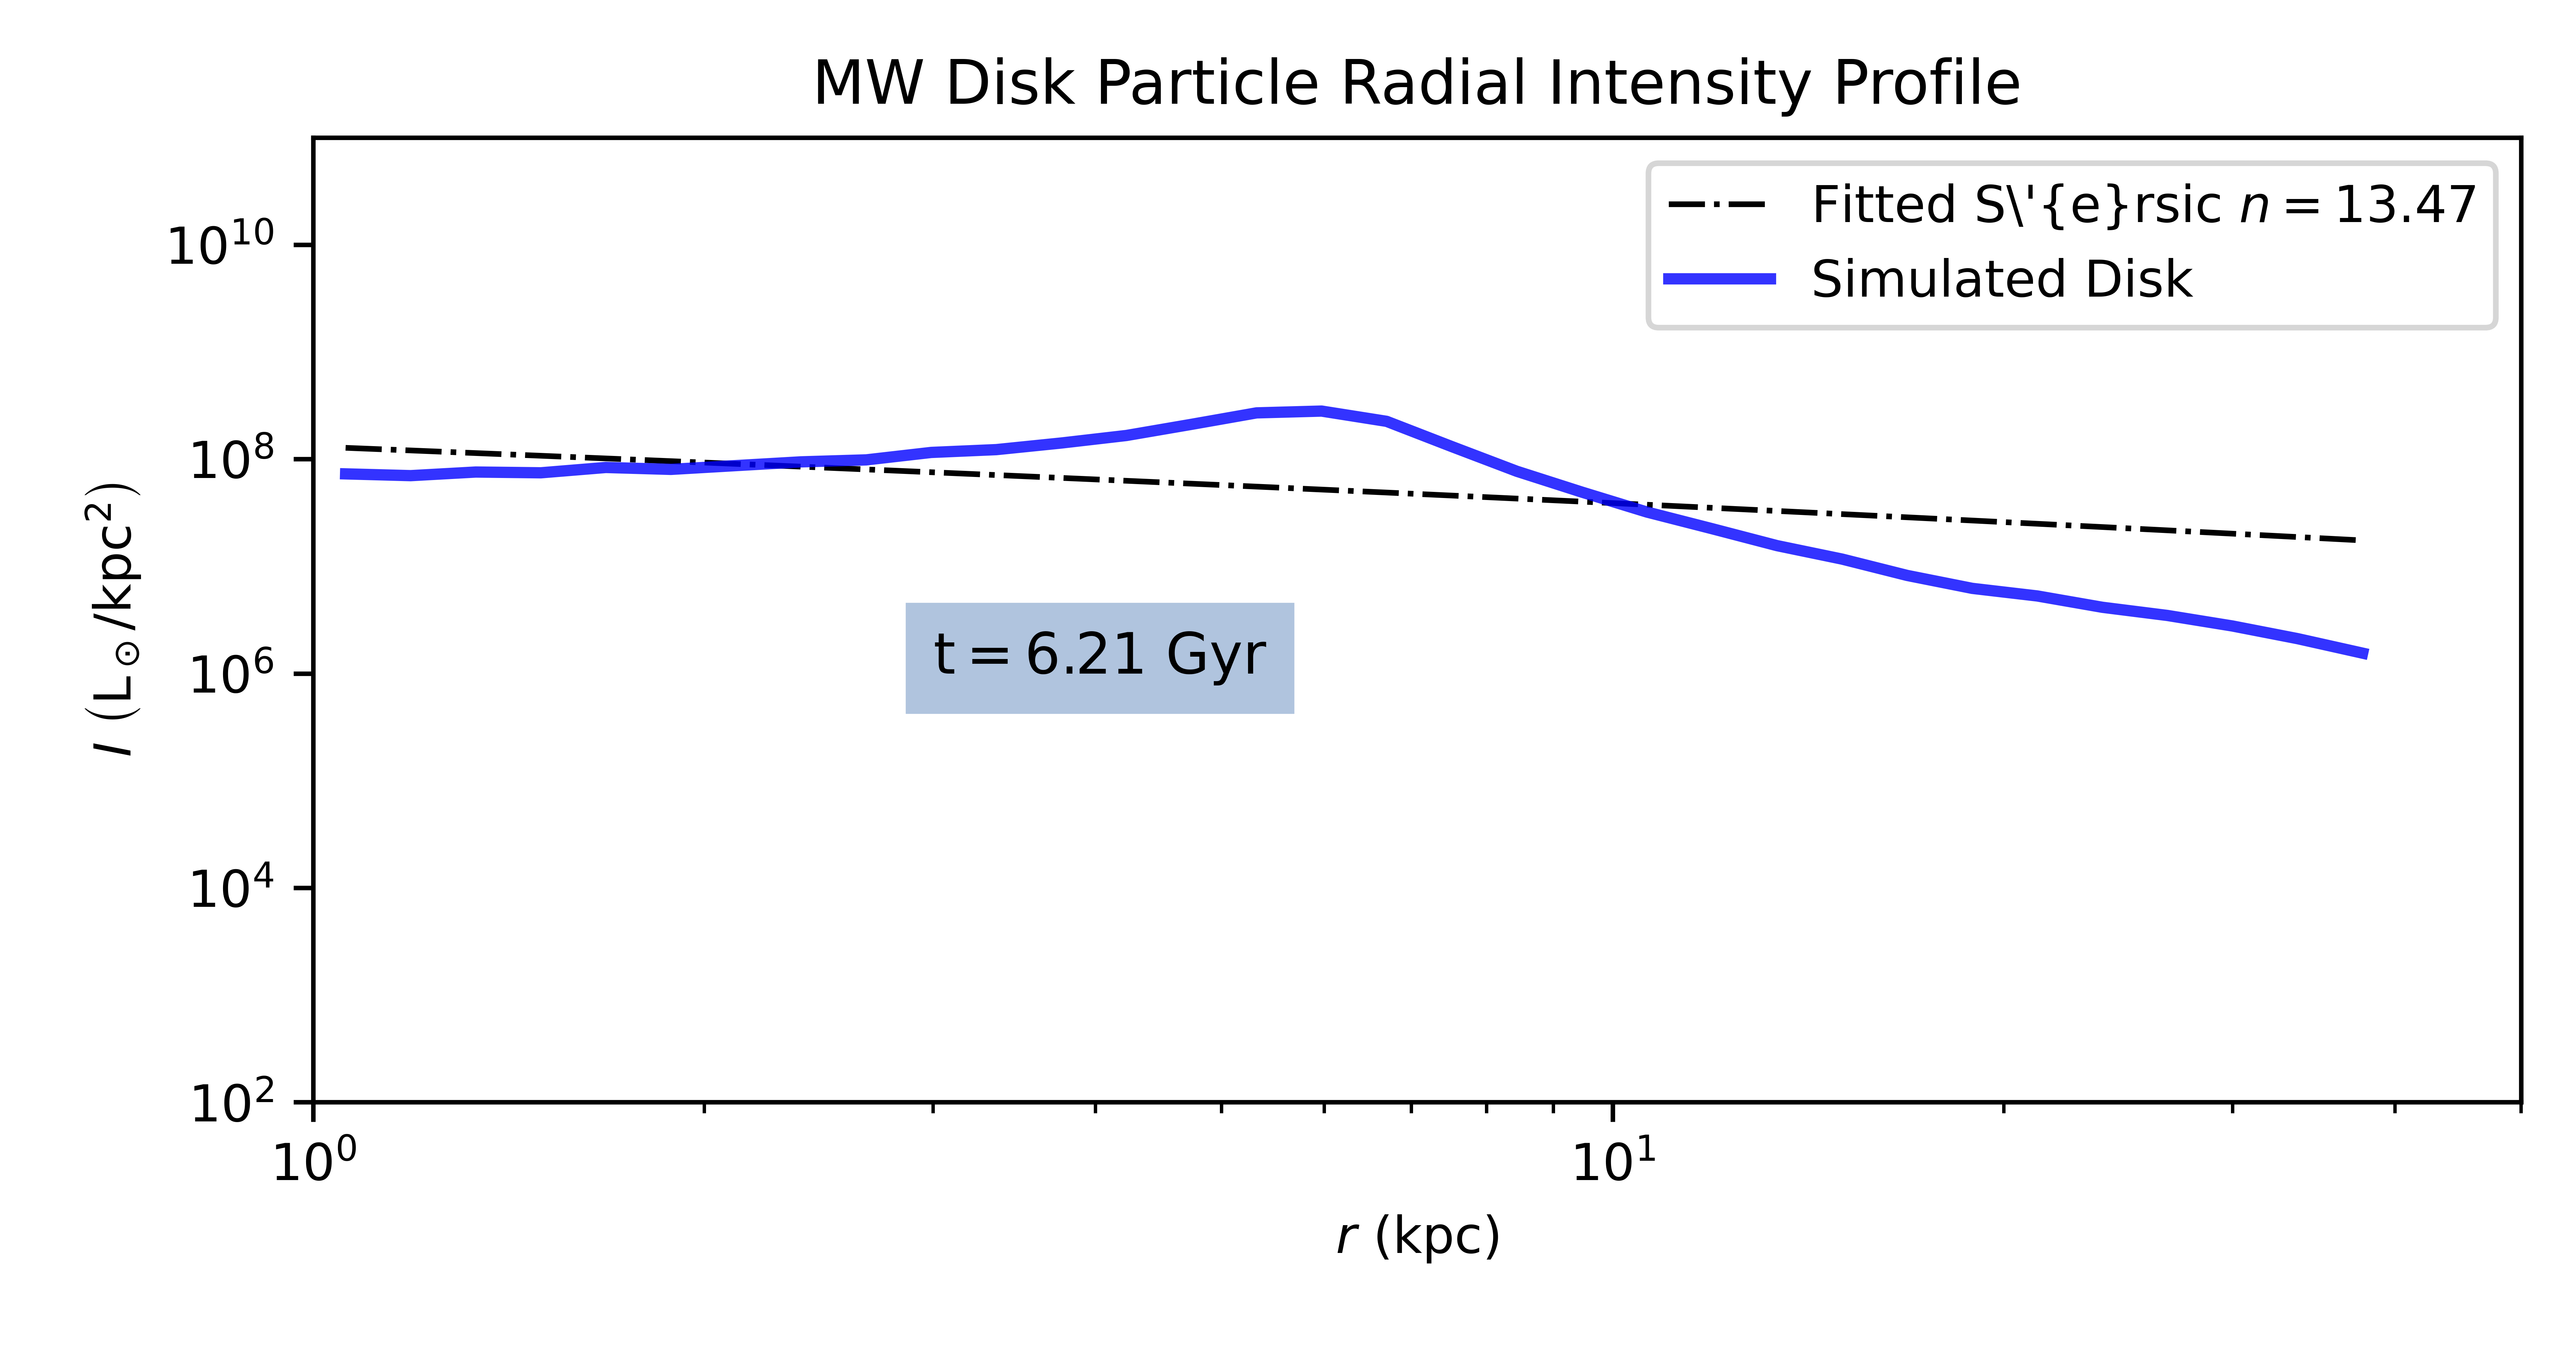 MW Disk Particle Radial Intensity Profile
Fitted S\'{e}rsic n = 13.47
Simulated Disk
10¹⁰
10⁸
10⁶
10⁴
10²
I (L⊙/kpc²)
t = 6.21 Gyr
10⁰
10¹
r (kpc)